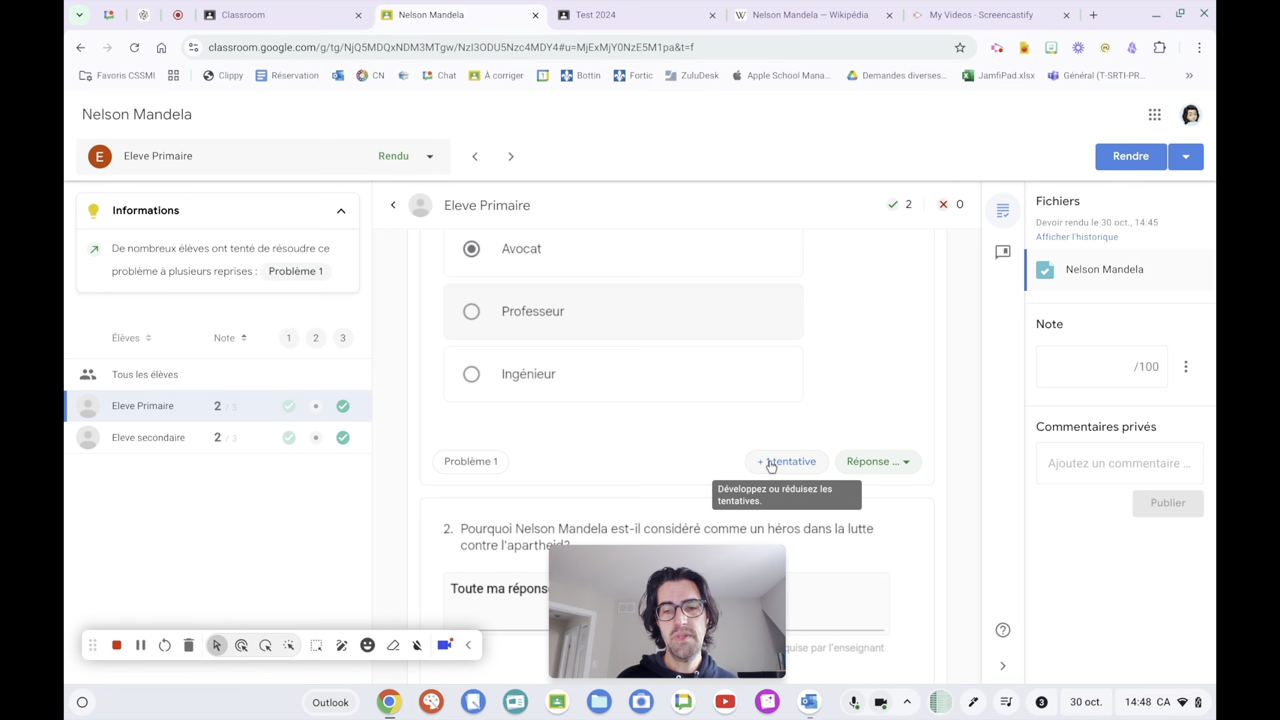 Classroom
Nelson Mandela
Test 2024
Nelson Mandela — Wikipédia
My Videos - Screencastify
classroom.google.com/g/tg/NjQ5MDQxNDM3MTgw/NzI3ODU5Nzc4MDY4#u=MjExMjY0NzE5M1pa&t=f
Favoris CSSMI
Clippy
Réservation
CN
Chat
À corriger
Bottin
Fortic
ZuluDesk
Apple School Mana...
Demandes diverses...
JamfiPad.xlsx
Général (T-SRTI-PR...
Nelson Mandela
E
Eleve Primaire
Rendu
Rendre
Informations
De nombreux élèves ont tenté de résoudre ce
problème à plusieurs reprises : Problème 1
Élèves
Note
1 2 3
Tous les élèves
Eleve Primaire 2 / 3
Eleve secondaire 2 / 3
Eleve Primaire
2
0
Avocat
Professeur
Ingénieur
Problème 1
Réponse ...
Développez ou réduisez les
tentatives.
2. Pourquoi Nelson Mandela est-il considéré comme un héros dans la lutte
contre l'apartheid?
Toute ma
Fichiers
Devoir rendu le 30 oct., 14:45
Afficher l'historique
Nelson Mandela
Note
/100
Commentaires privés
Ajoutez un commentaire ...
Publier
par l'enseignant
Outlook
3
30 oct.
14:48 CA